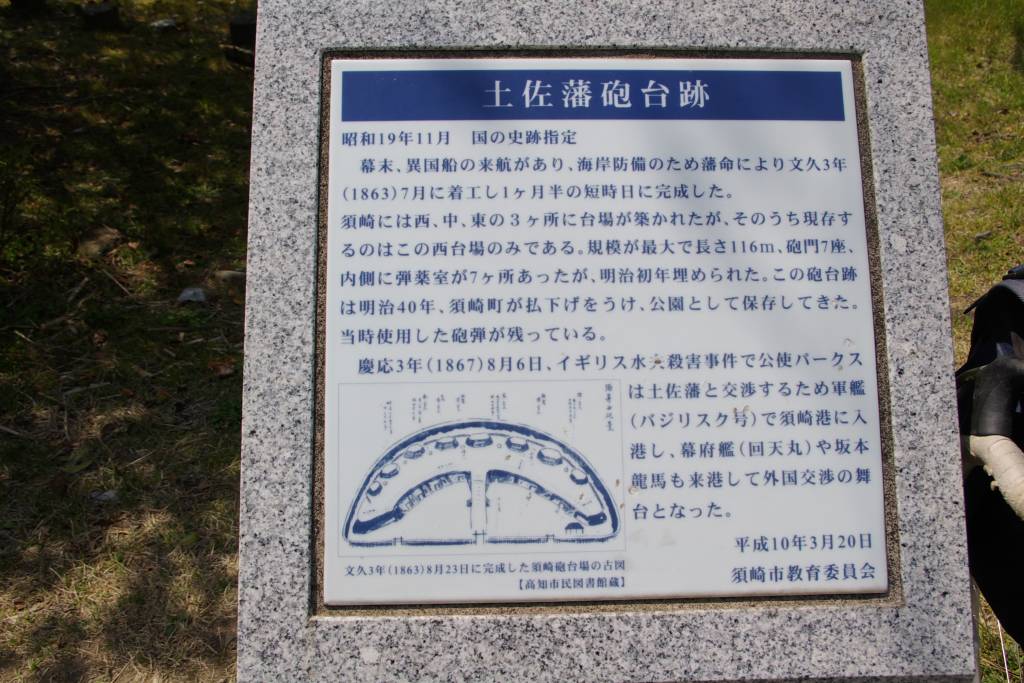 土佐藩砲台跡
昭和19年11月　国の史跡指定
幕末、異国船の来航があり、海岸防備のため藩命により文久3年
(1863)7月に着工し1ヶ月半の短時日に完成した。
須崎には西、中、東の３ヶ所に台場が築かれたが、そのうち現存す
るのはこの西台場のみである。規模が最大で長さ116m、砲門7座、
内側に弾薬室が7ヶ所あったが、明治初年埋められた。この砲台跡
は明治40年、須崎町が払下げをうけ、公園として保存してきた。
当時使用した砲弾が残っている。
慶応3年(1867)8月6日、イギリス水夫殺害事件で公使パークス
は土佐藩と交渉するため軍艦
(バジリスク号)で須崎港に入
港し、幕府艦(回天丸)や坂本
龍馬も来港して外国交渉の舞
台となった。
文久3年(1863)8月23日に完成した須崎砲台場の古図
【高知市民図書館蔵】
平成10年3月20日
須崎市教育委員会